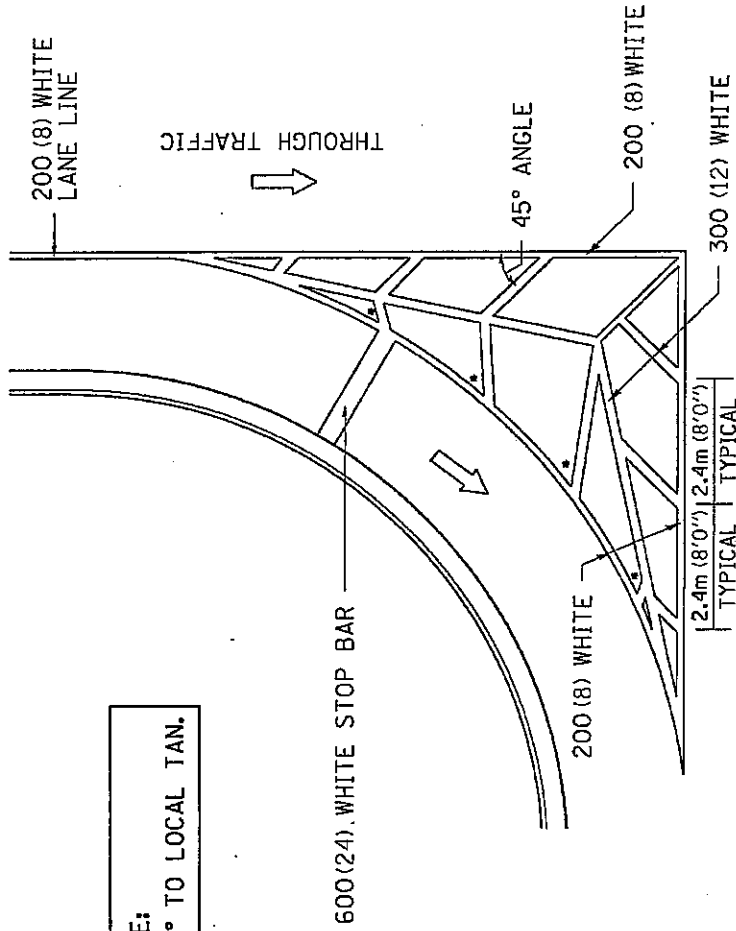 200 (8) WHITE
LANE LINE
THROUGH TRAFFIC
45° ANGLE
200 (8) WHITE
300 (12) WHITE
E:
° TO LOCAL TAN.
600(24). WHITE STOP BAR
200 (8) WHITE
2.4m (8'0") 2.4m (8'0")
TYPICAL TYPICAL